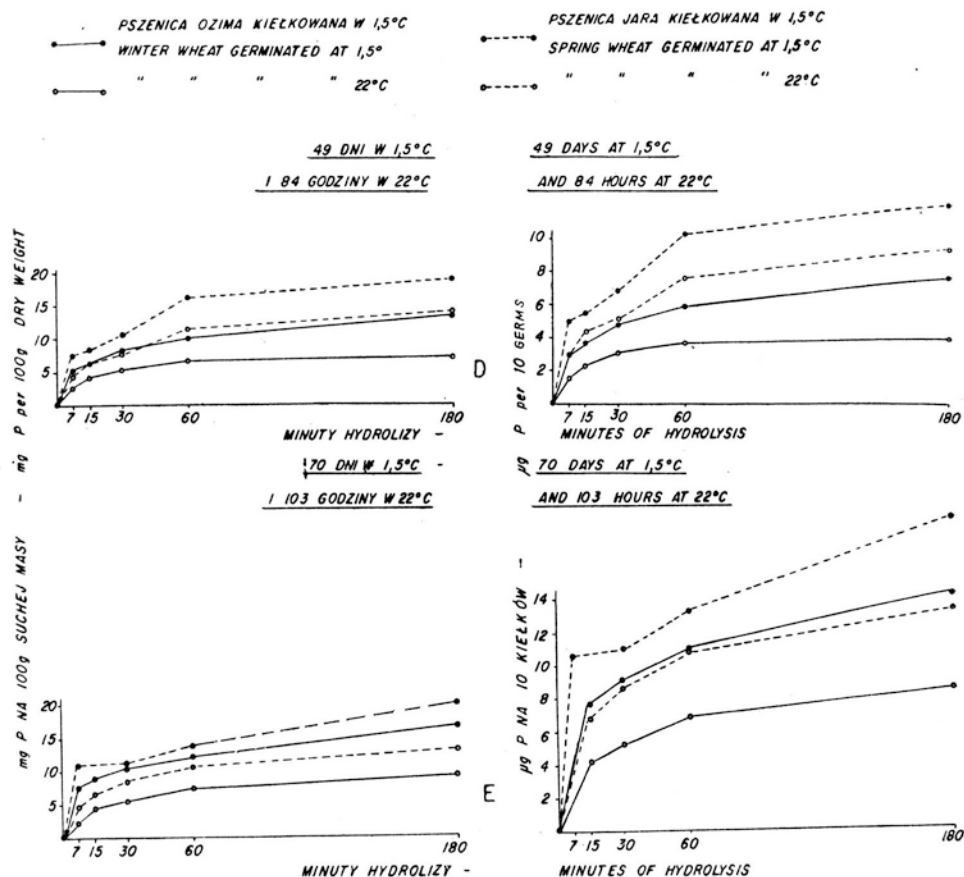 PSZENICA OZIMA KIEŁKOWANA W 1,5°C
WINTER WHEAT GERMINATED AT 1,5°
" " " " 22°C
PSZENICA JARA KIEŁKOWANA W 1,5°C
SPRING WHEAT GERMINATED AT 1,5°C
" " " " 22°C
49 DNI W 1,5°C
I 84 GODZINY W 22°C
49 DAYS AT 1,5°C
AND 84 HOURS AT 22°C
mg P NA 100g SUCHEJ MASY - mg P per 100g DRY WEIGHT
20
15
10
5
7 15 30 60 180
MINUTY HYDROLIZY -
D
µg P NA 10 KIEŁKÓW - µg P per 10 GERMS
10
8
6
4
2
7 15 30 60 180
MINUTES OF HYDROLYSIS
70 DNI W 1,5°C -
I 103 GODZINY W 22°C
70 DAYS AT 1,5°C
AND 103 HOURS AT 22°C
20
15
10
5
7 15 30 60 180
MINUTY HYDROLIZY -
E
14
12
10
8
6
4
2
7 15 30 60 180
MINUTES OF HYDROLYSIS